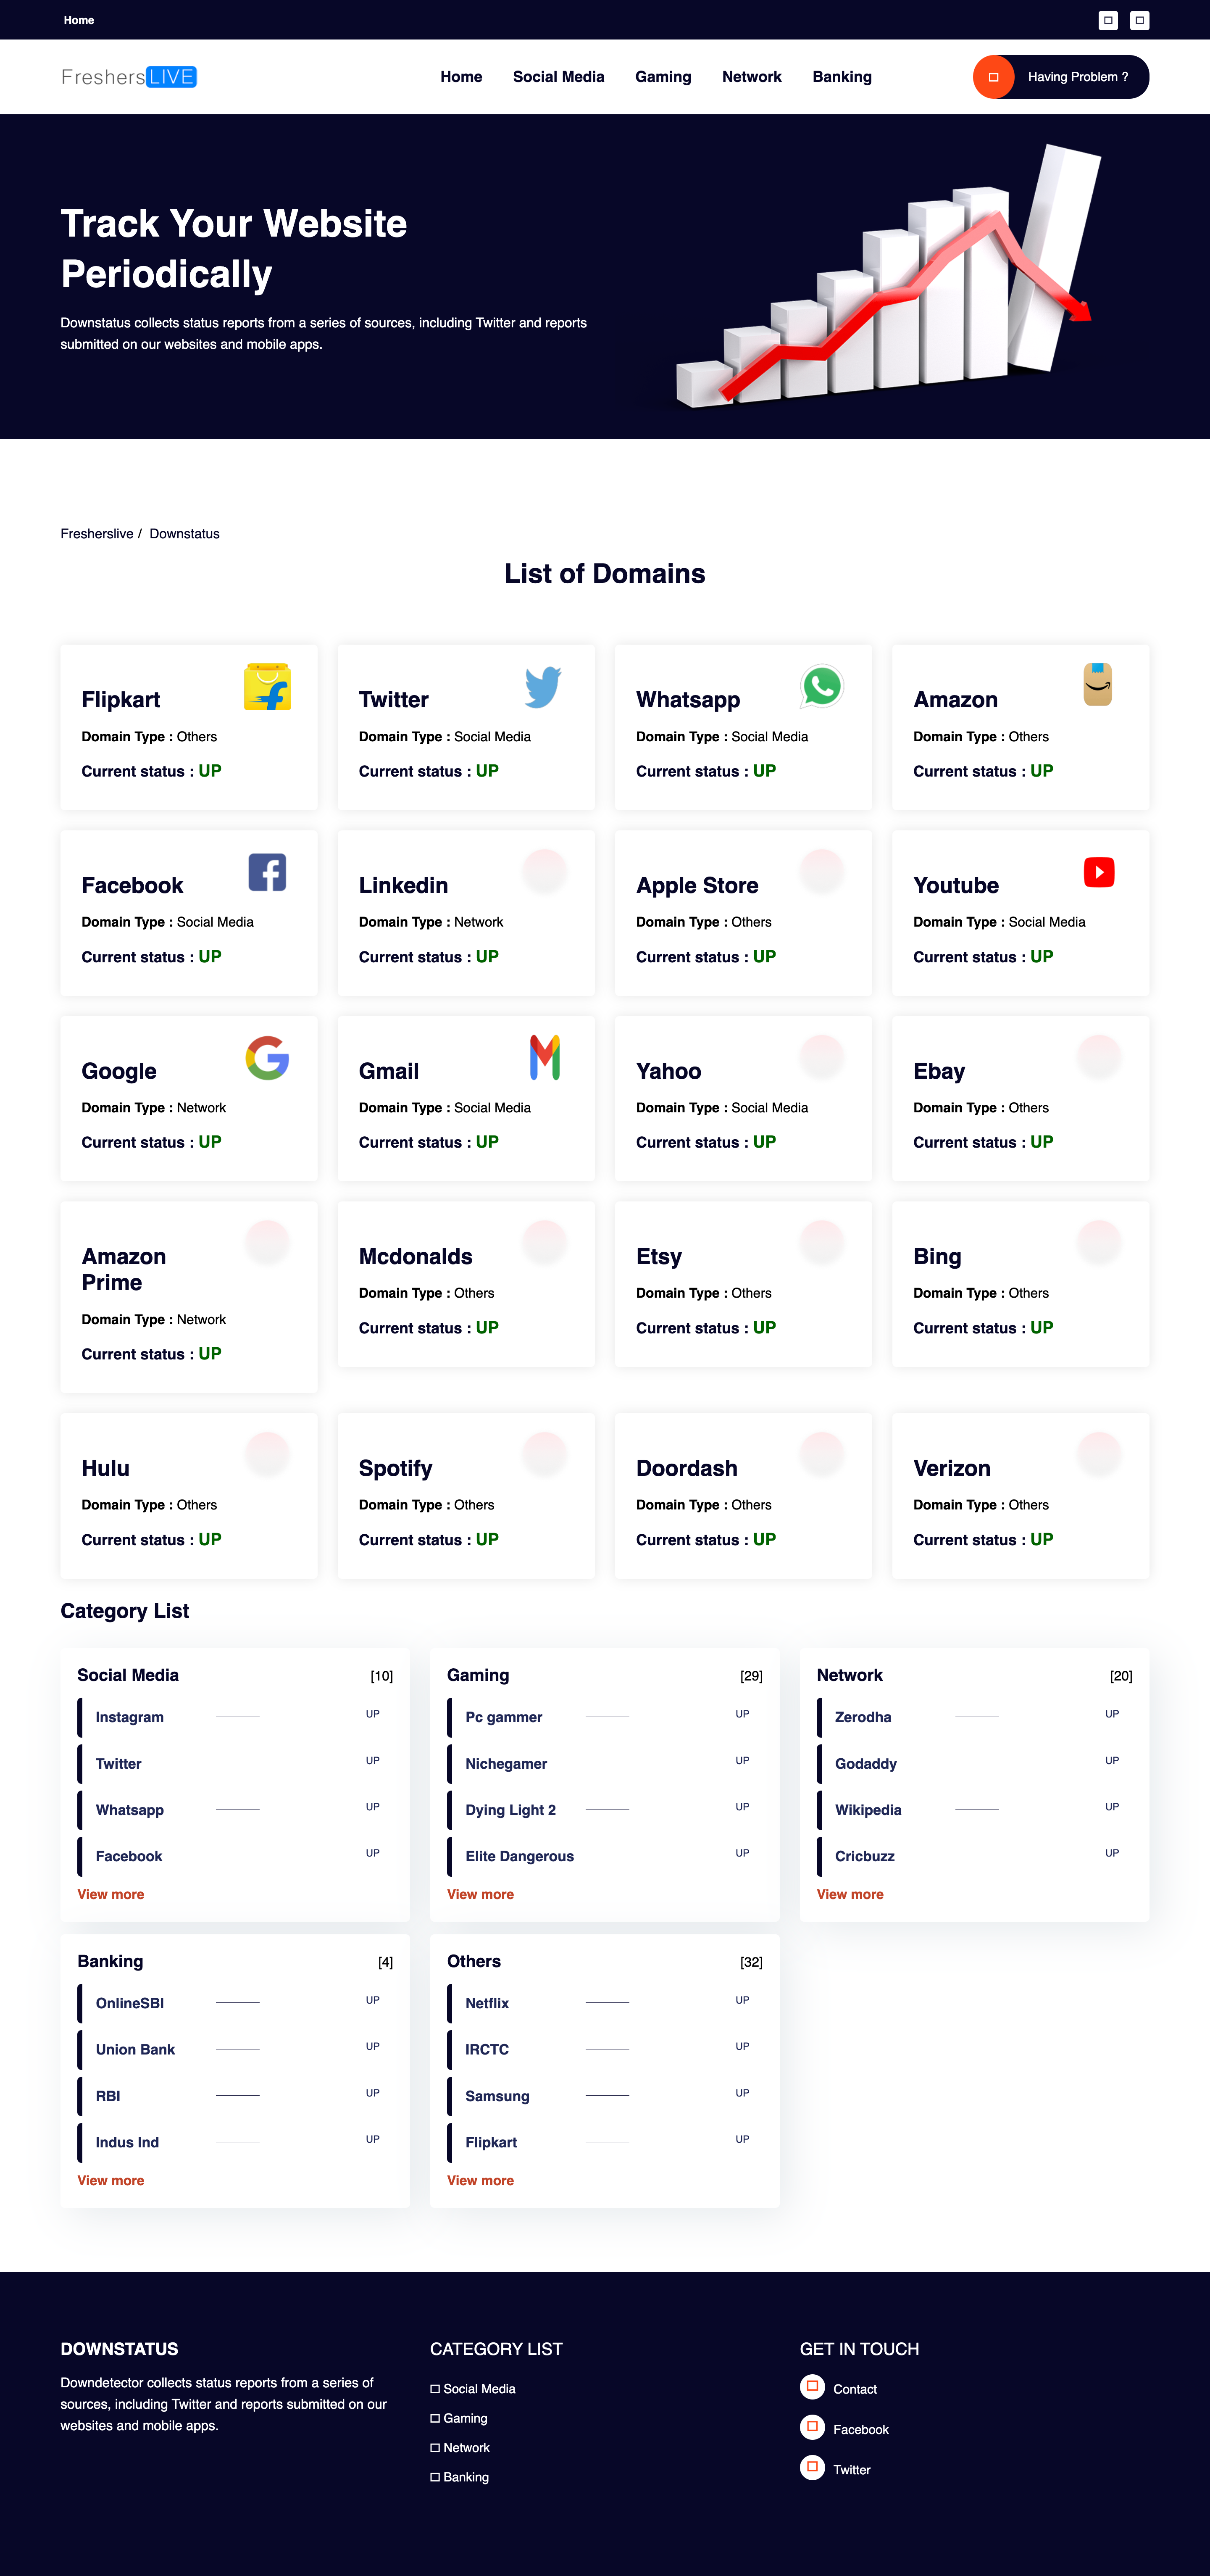 Home
FreshersLIVE
Home Social Media Gaming Network Banking
Having Problem ?
Track Your Website
Periodically
Downstatus collects status reports from a series of sources, including Twitter and reports
submitted on our websites and mobile apps.
Fresherslive / Downstatus
List of Domains
Flipkart
Domain Type : Others
Current status : UP
Twitter
Domain Type : Social Media
Current status : UP
Whatsapp
Domain Type : Social Media
Current status : UP
Amazon
Domain Type : Others
Current status : UP
Facebook
Domain Type : Social Media
Current status : UP
Linkedin
Domain Type : Network
Current status : UP
Apple Store
Domain Type : Others
Current status : UP
Youtube
Domain Type : Social Media
Current status : UP
Google
Domain Type : Network
Current status : UP
Gmail
Domain Type : Social Media
Current status : UP
Yahoo
Domain Type : Social Media
Current status : UP
Ebay
Domain Type : Others
Current status : UP
Amazon
Prime
Domain Type : Network
Current status : UP
Mcdonalds
Domain Type : Others
Current status : UP
Etsy
Domain Type : Others
Current status : UP
Bing
Domain Type : Others
Current status : UP
Hulu
Domain Type : Others
Current status : UP
Spotify
Domain Type : Others
Current status : UP
Doordash
Domain Type : Others
Current status : UP
Verizon
Domain Type : Others
Current status : UP
Category List
Social Media [10]
Instagram UP
Twitter UP
Whatsapp UP
Facebook UP
View more
Gaming [29]
Pc gammer UP
Nichegamer UP
Dying Light 2 UP
Elite Dangerous UP
View more
Network [20]
Zerodha UP
Godaddy UP
Wikipedia UP
Cricbuzz UP
View more
Banking [4]
OnlineSBI UP
Union Bank UP
RBI UP
Indus Ind UP
View more
Others [32]
Netflix UP
IRCTC UP
Samsung UP
Flipkart UP
View more
DOWNSTATUS
Downdetector collects status reports from a series of
sources, including Twitter and reports submitted on our
websites and mobile apps.
CATEGORY LIST
Social Media
Gaming
Network
Banking
GET IN TOUCH
Contact
Facebook
Twitter